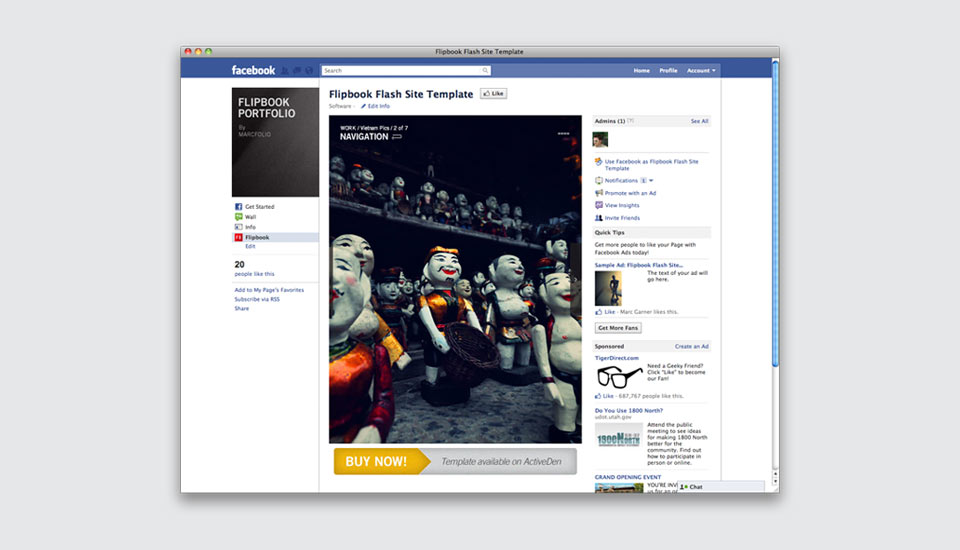 Flipbook Flash Site Template
facebook
Search
Home Profile Account
FLIPBOOK
PORTFOLIO
By
MARCFOLIO
Get Started
Wall
Info
Flipbook
Edit
20
people like this
Add to My Page's Favorites
Subscribe via RSS
Share
Flipbook Flash Site Template Like
Software · Edit Info
WORK / Vietnam Pics / 2 of 7
NAVIGATION
BUY NOW! Template available on ActiveDen
Admins (1) [?] See All
Use Facebook as Flipbook Flash Site
Template
Notifications 1
Promote with an Ad
View Insights
Invite Friends
Quick Tips
Get more people to like your Page with
Facebook Ads today!
Sample Ad: Flipbook Flash Site...
The text of your ad will
go here.
Like · Marc Garner likes this.
Get More Fans
Sponsored Create an Ad
TigerDirect.com
Need a Geeky Friend?
Click "Like" to become
our Fan!
Like · 687,767 people like this.
Do You Use 1800 North?
udot.utah.gov
1800NORTH
Attend the public
meeting to see ideas
for making 1800 North
better for the
community. Find out
how to participate in
person or online.
GRAND OPENING EVENT
YOU'RE INV
us for an
Chat